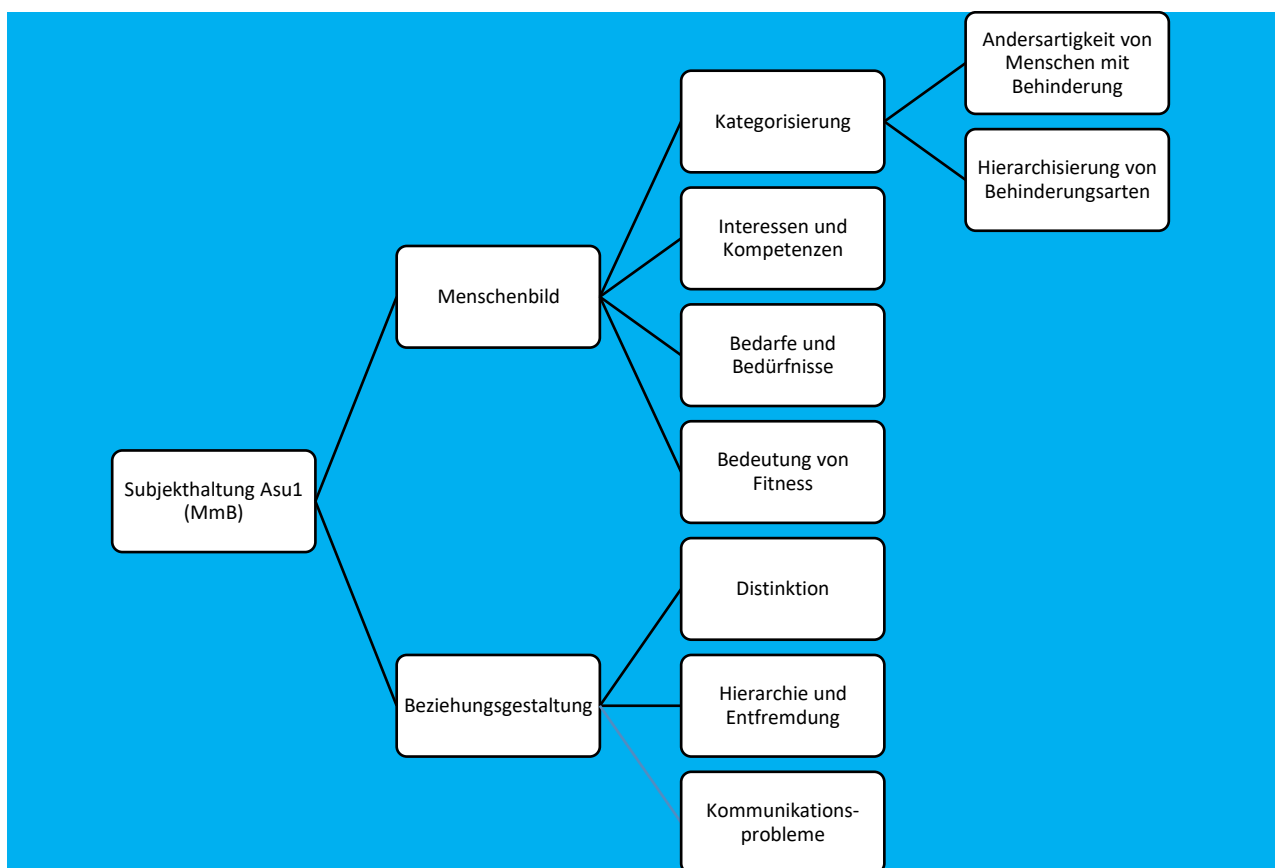 Andersartigkeit von
Menschen mit
Behinderung
Kategorisierung
Hierarchisierung von
Behinderungsarten
Interessen und
Kompetenzen
Menschenbild
Bedarfe und
Bedürfnisse
Bedeutung von
Fitness
Subjekthaltung Asu1
(MmB)
Distinktion
Beziehungsgestaltung
Hierarchie und
Entfremdung
Kommunikations-
probleme